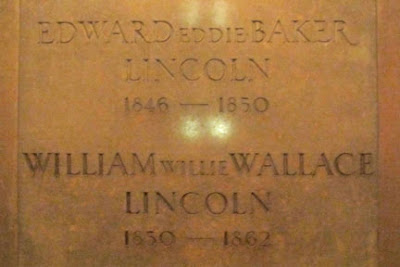 EDWARD EDDIE BAKER
LINCOLN
1846 — 1850
WILLIAM WILLIE WALLACE
LINCOLN
1850 — 1862